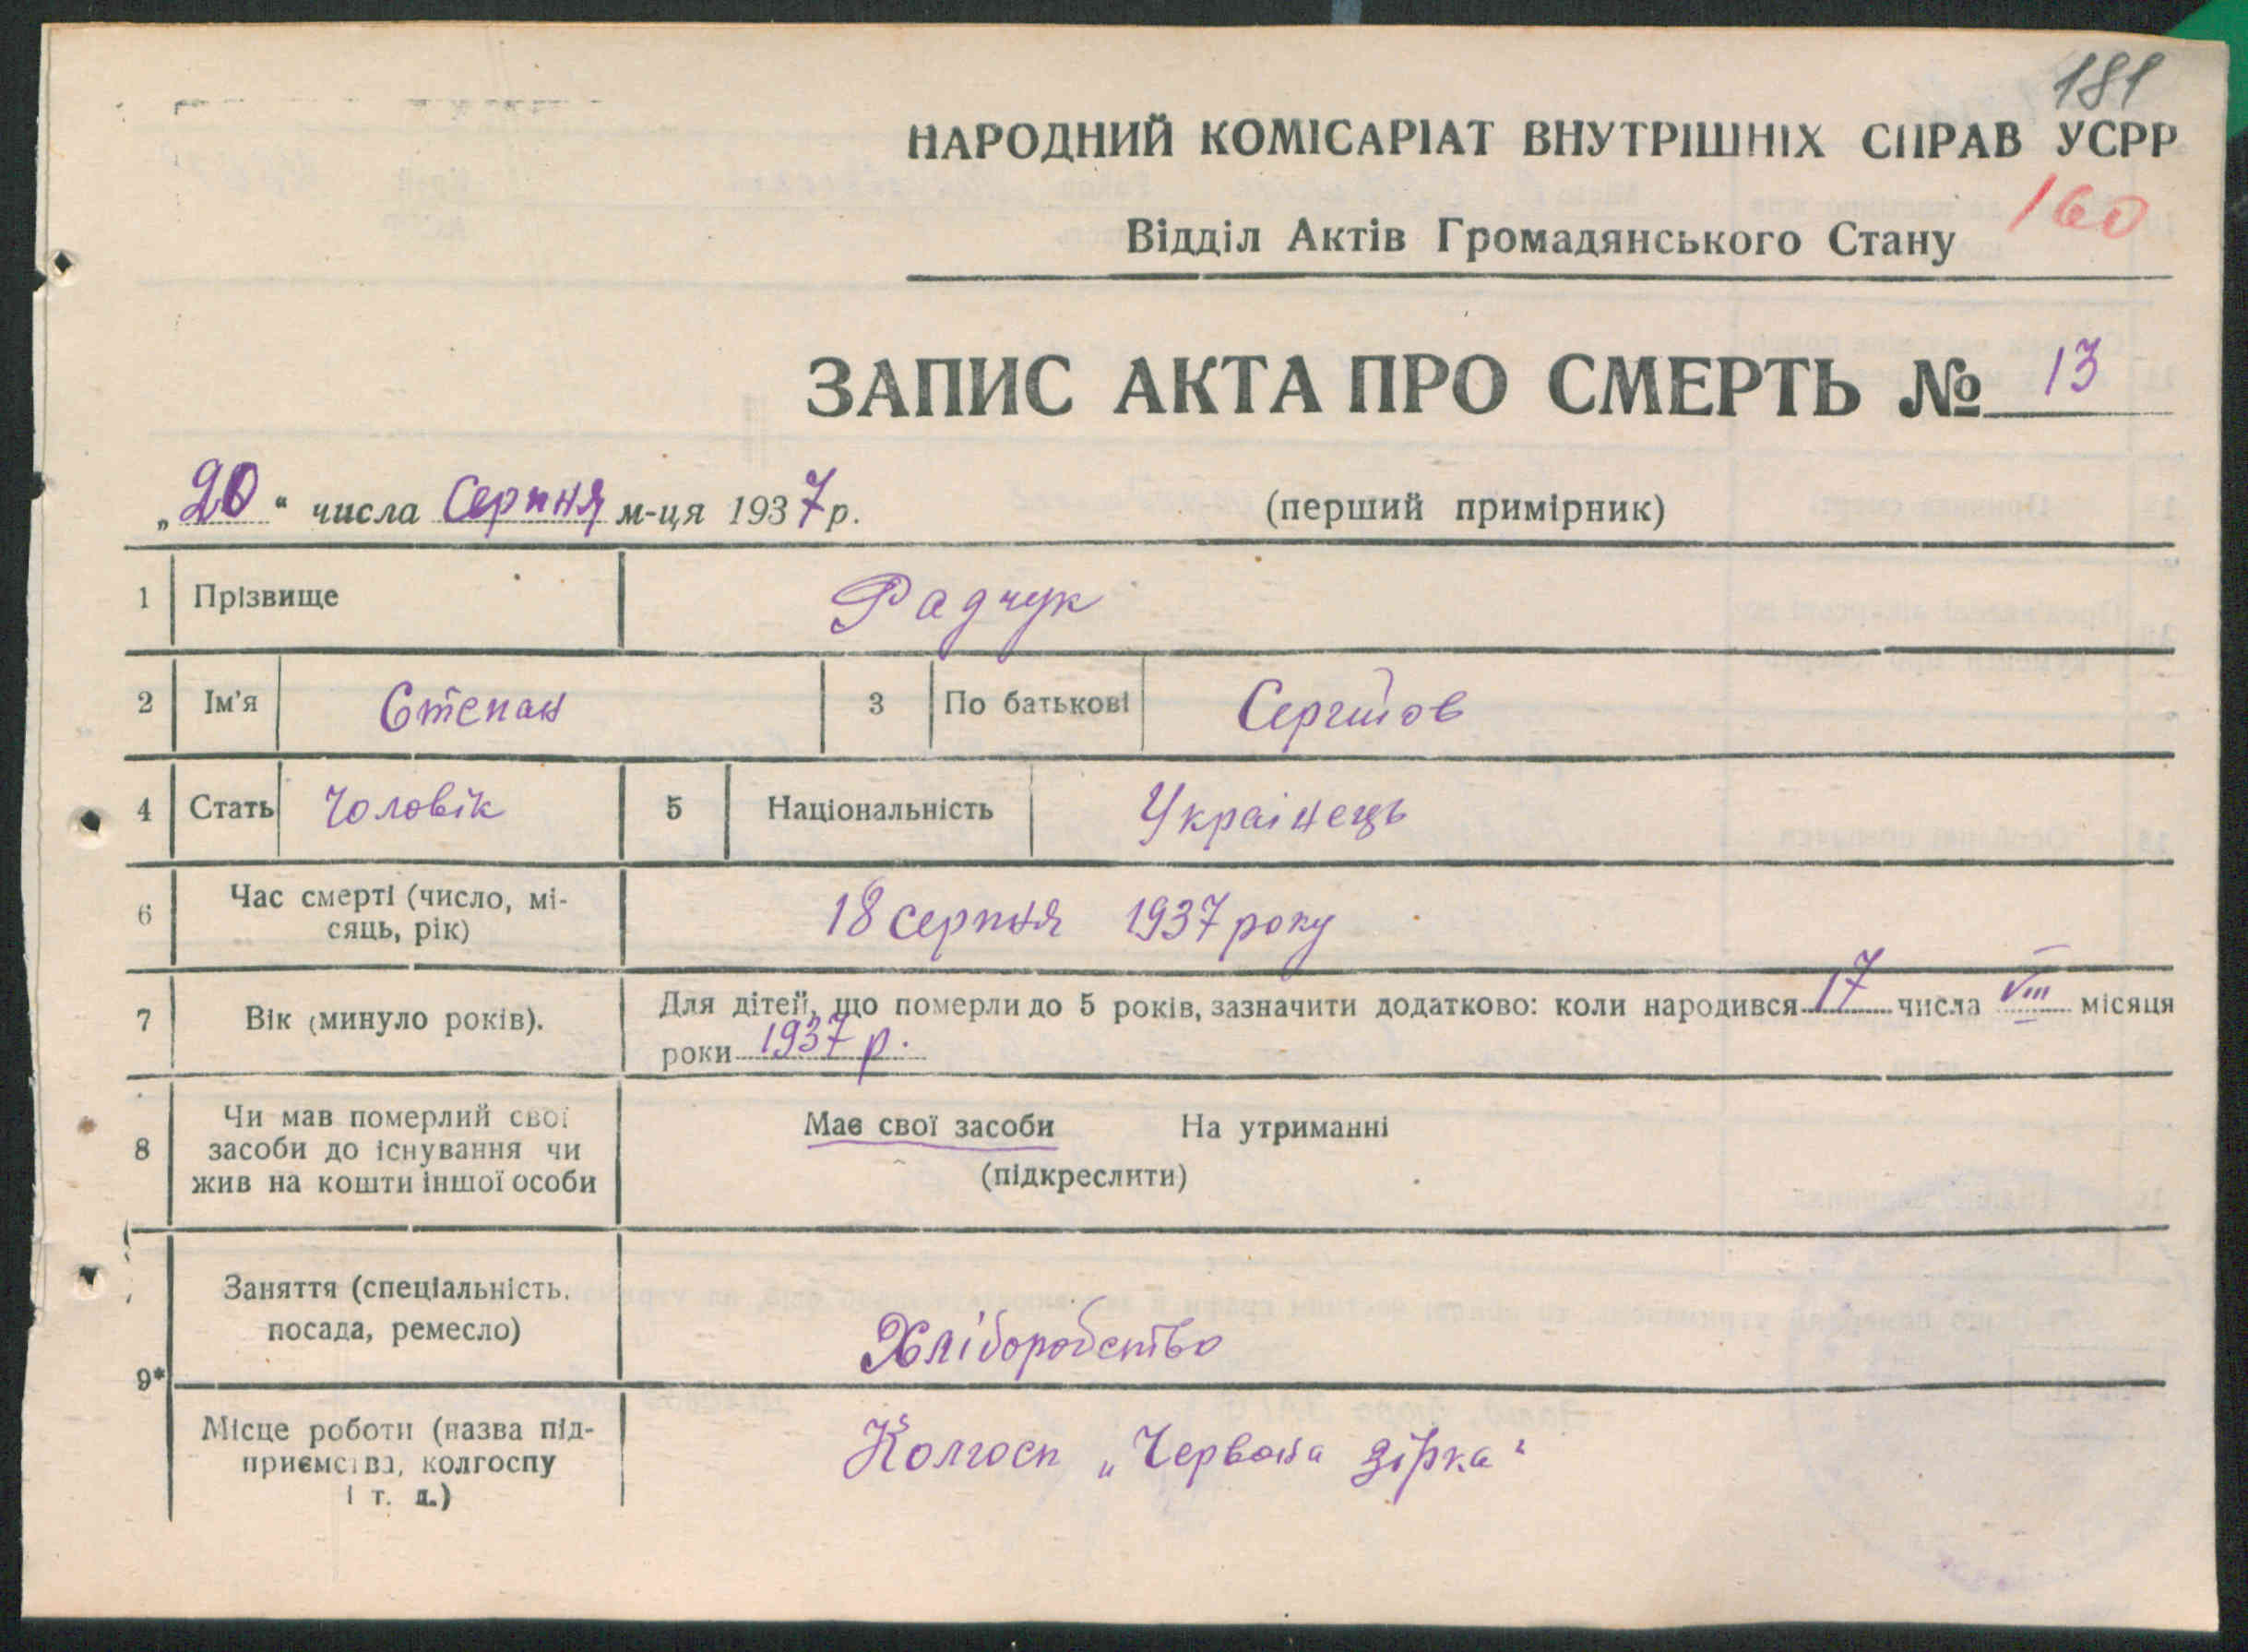 181
НАРОДНИЙ КОМІСАРІАТ ВНУТРІШНІХ СПРАВ УСРР
160
Відділ Актів Громадянського Стану
ЗАПИС АКТА ПРО СМЕРТЬ № 13
„20“ числа Серпня м-ця 1937 р.
(перший примірник)
1 Прізвище Радчук
2 Ім'я Степан 3 По батькові Сергійов
4 Стать Чоловік 5 Національність Українець
6 Час смерті (число, мі-
сяць, рік) 18 серпня 1937 року
7 Вік (минуло років). Для дітей, що померли до 5 років, зазначити додатково: коли народився 17 числа VIII місяця
роки 1937 р.
8 Чи мав померлий свої
засоби до існування чи
жив на кошти іншої особи
Має свої засоби На утриманні
(підкреслити)
9*
Заняття (спеціальність,
посада, ремесло) Хліборобство
Місце роботи (назва під-
приємства, колгоспу
і т. д.)
Колгосп „Червона зірка“